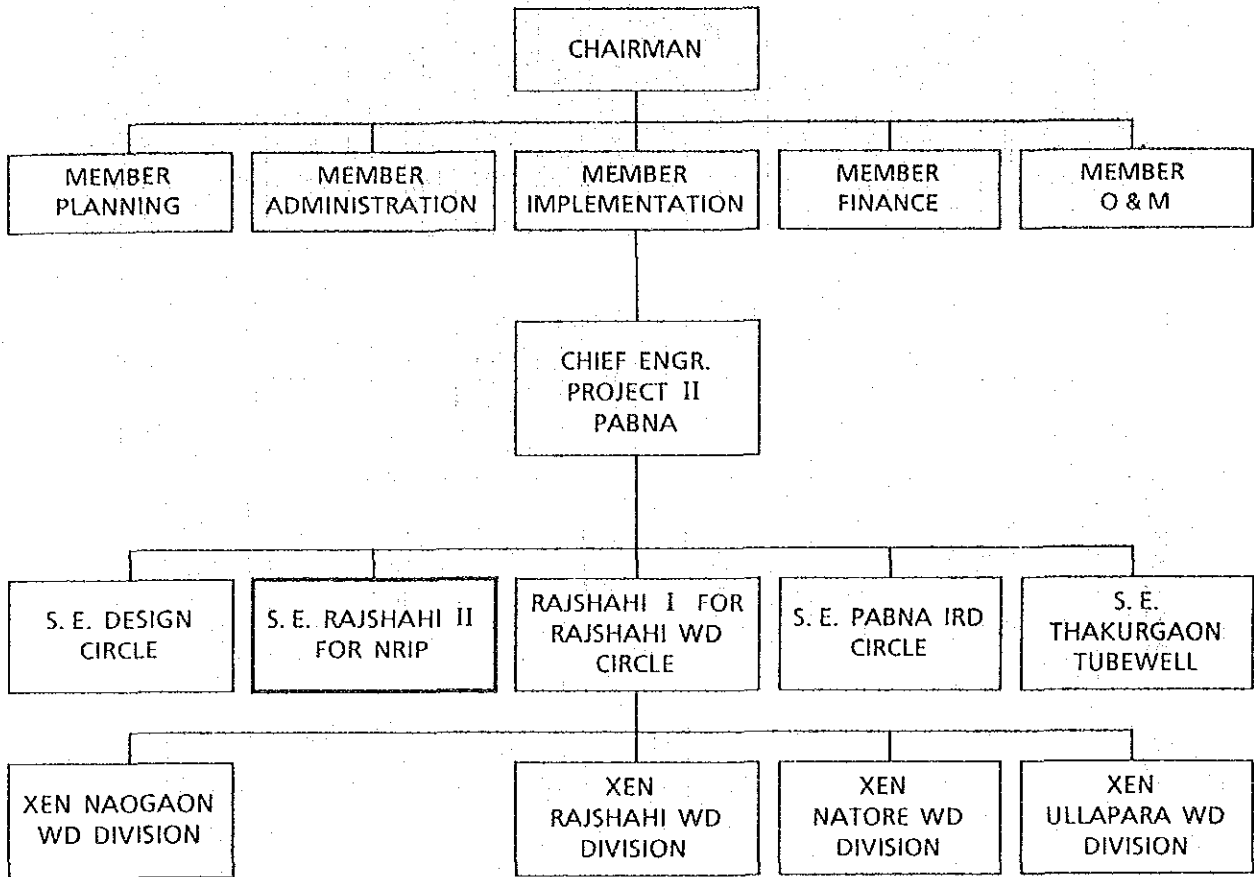 CHAIRMAN
MEMBER
PLANNING
MEMBER
ADMINISTRATION
MEMBER
IMPLEMENTATION
MEMBER
FINANCE
MEMBER
O & M
CHIEF ENGR.
PROJECT II
PABNA
S. E. DESIGN
CIRCLE
S. E. RAJSHAHI II
FOR NRIP
RAJSHAHI I FOR
RAJSHAHI WD
CIRCLE
S. E. PABNA IRD
CIRCLE
S. E.
THAKURGAON
TUBEWELL
XEN NAOGAON
WD DIVISION
XEN
RAJSHAHI WD
DIVISION
XEN
NATORE WD
DIVISION
XEN
ULLAPARA WD
DIVISION